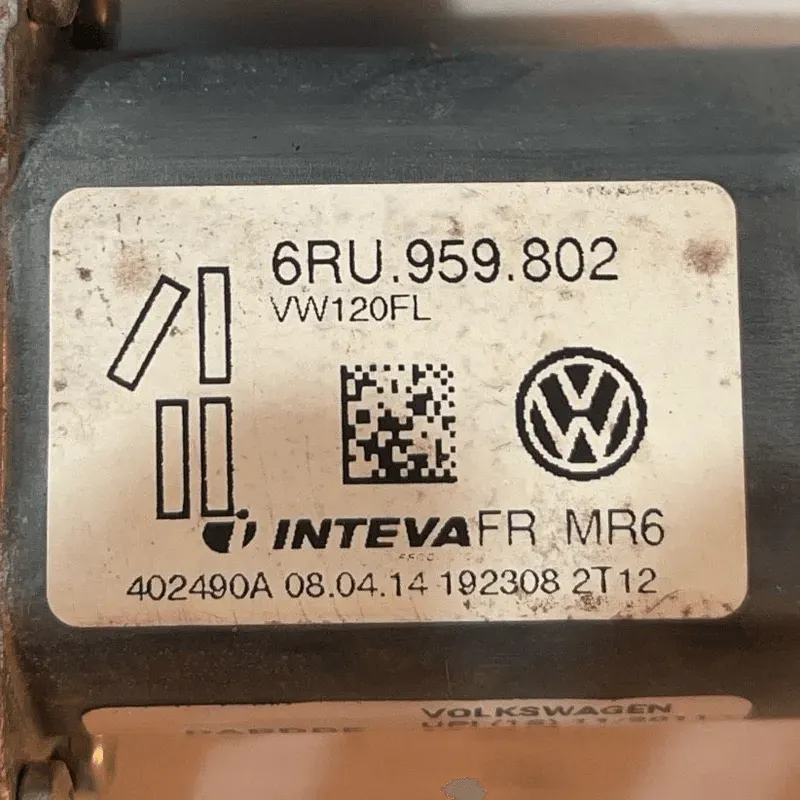 6RU.959.802
VW120FL
INTEVA FR MR6
402490A 08.04.14 192308 2T12
VOLKSWAGEN